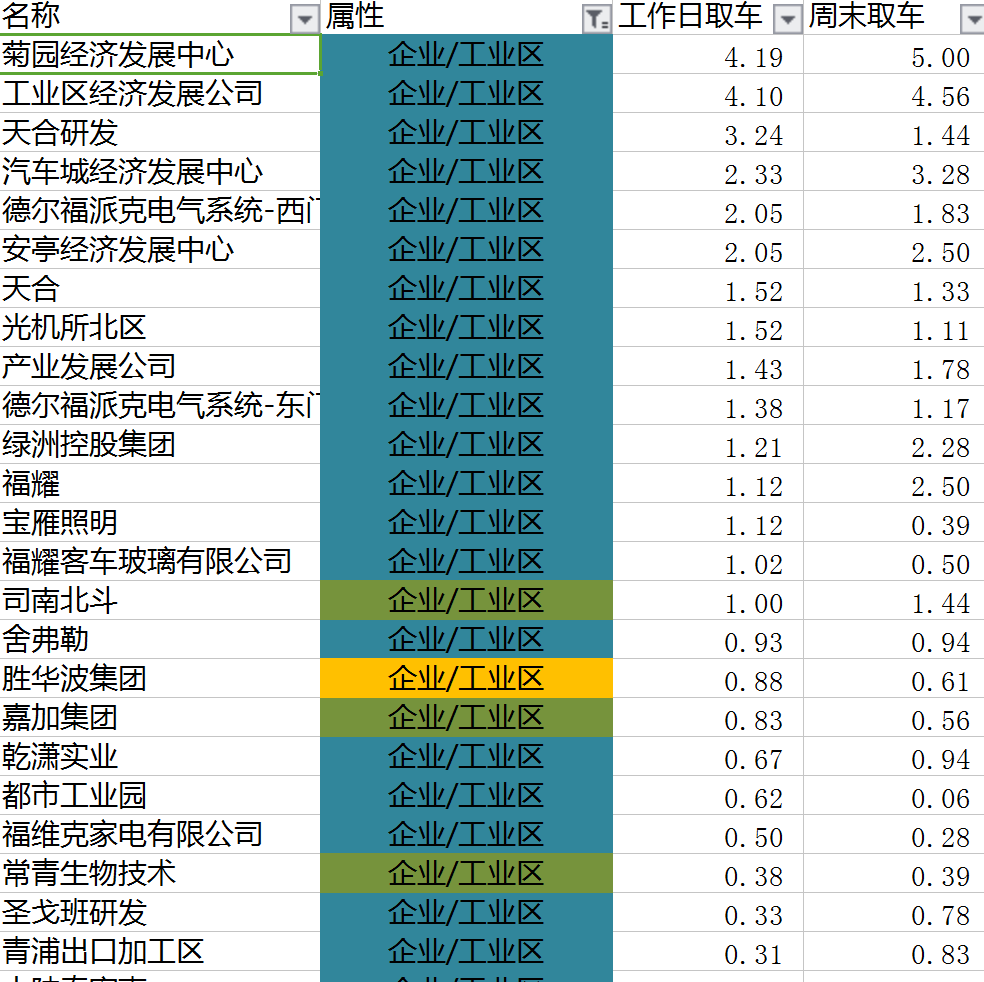 名称 属性 工作日取车 周末取车
菊园经济发展中心 企业/工业区 4.19 5.00
工业区经济发展公司 企业/工业区 4.10 4.56
天合研发 企业/工业区 3.24 1.44
汽车城经济发展中心 企业/工业区 2.33 3.28
德尔福派克电气系统-西门 企业/工业区 2.05 1.83
安亭经济发展中心 企业/工业区 2.05 2.50
天合 企业/工业区 1.52 1.33
光机所北区 企业/工业区 1.52 1.11
产业发展公司 企业/工业区 1.43 1.78
德尔福派克电气系统-东门 企业/工业区 1.38 1.17
绿洲控股集团 企业/工业区 1.21 2.28
福耀 企业/工业区 1.12 2.50
宝雁照明 企业/工业区 1.12 0.39
福耀客车玻璃有限公司 企业/工业区 1.02 0.50
司南北斗 企业/工业区 1.00 1.44
舍弗勒 企业/工业区 0.93 0.94
胜华波集团 企业/工业区 0.88 0.61
嘉加集团 企业/工业区 0.83 0.56
乾潇实业 企业/工业区 0.67 0.94
都市工业园 企业/工业区 0.62 0.06
福维克家电有限公司 企业/工业区 0.50 0.28
常青生物技术 企业/工业区 0.38 0.39
圣戈班研发 企业/工业区 0.33 0.78
青浦出口加工区 企业/工业区 0.31 0.83